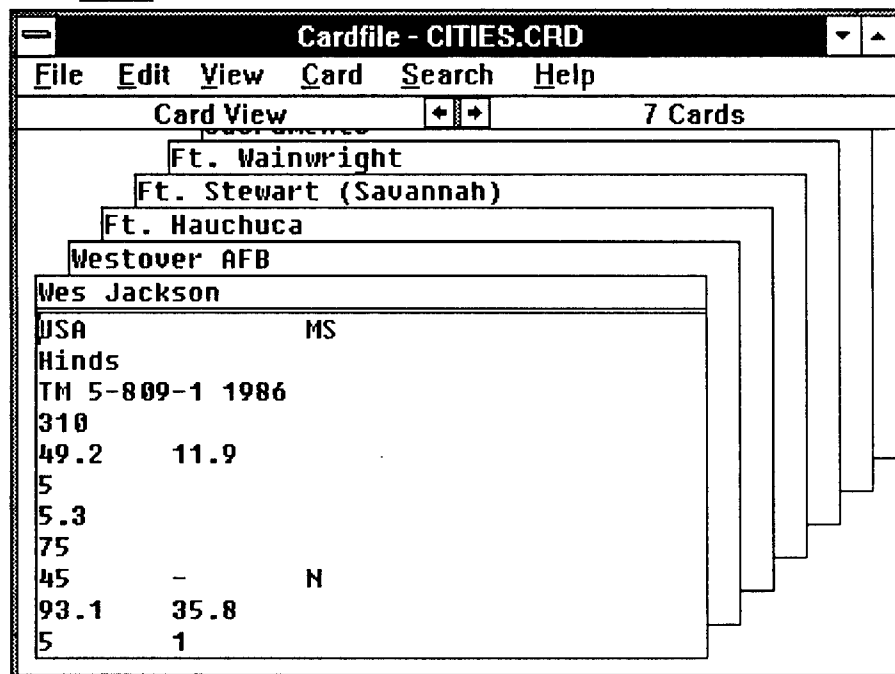 Cardfile - CITIES.CRD
File Edit View Card Search Help
Card View 7 Cards
Ft. Wainwright
Ft. Stewart (Savannah)
Ft. Hauchuca
Westover AFB
Wes Jackson
USA MS
Hinds
TM 5-809-1 1986
310
49.2 11.9
5
5.3
75
45 - N
93.1 35.8
5 1